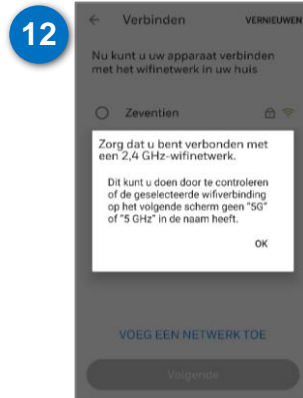 12
Verbinden VERNIEUWEN
Nu kunt u uw apparaat verbinden
met het wifinetwerk in uw huis
Zeventien
Zorg dat u bent verbonden met
een 2,4 GHz-wifinetwerk.
Dit kunt u doen door te controleren
of de geselecteerde wifiverbinding
op het volgende scherm geen "5G"
of "5 GHz" in de naam heeft.
OK
VOEG EEN NETWERK TOE
Volgende